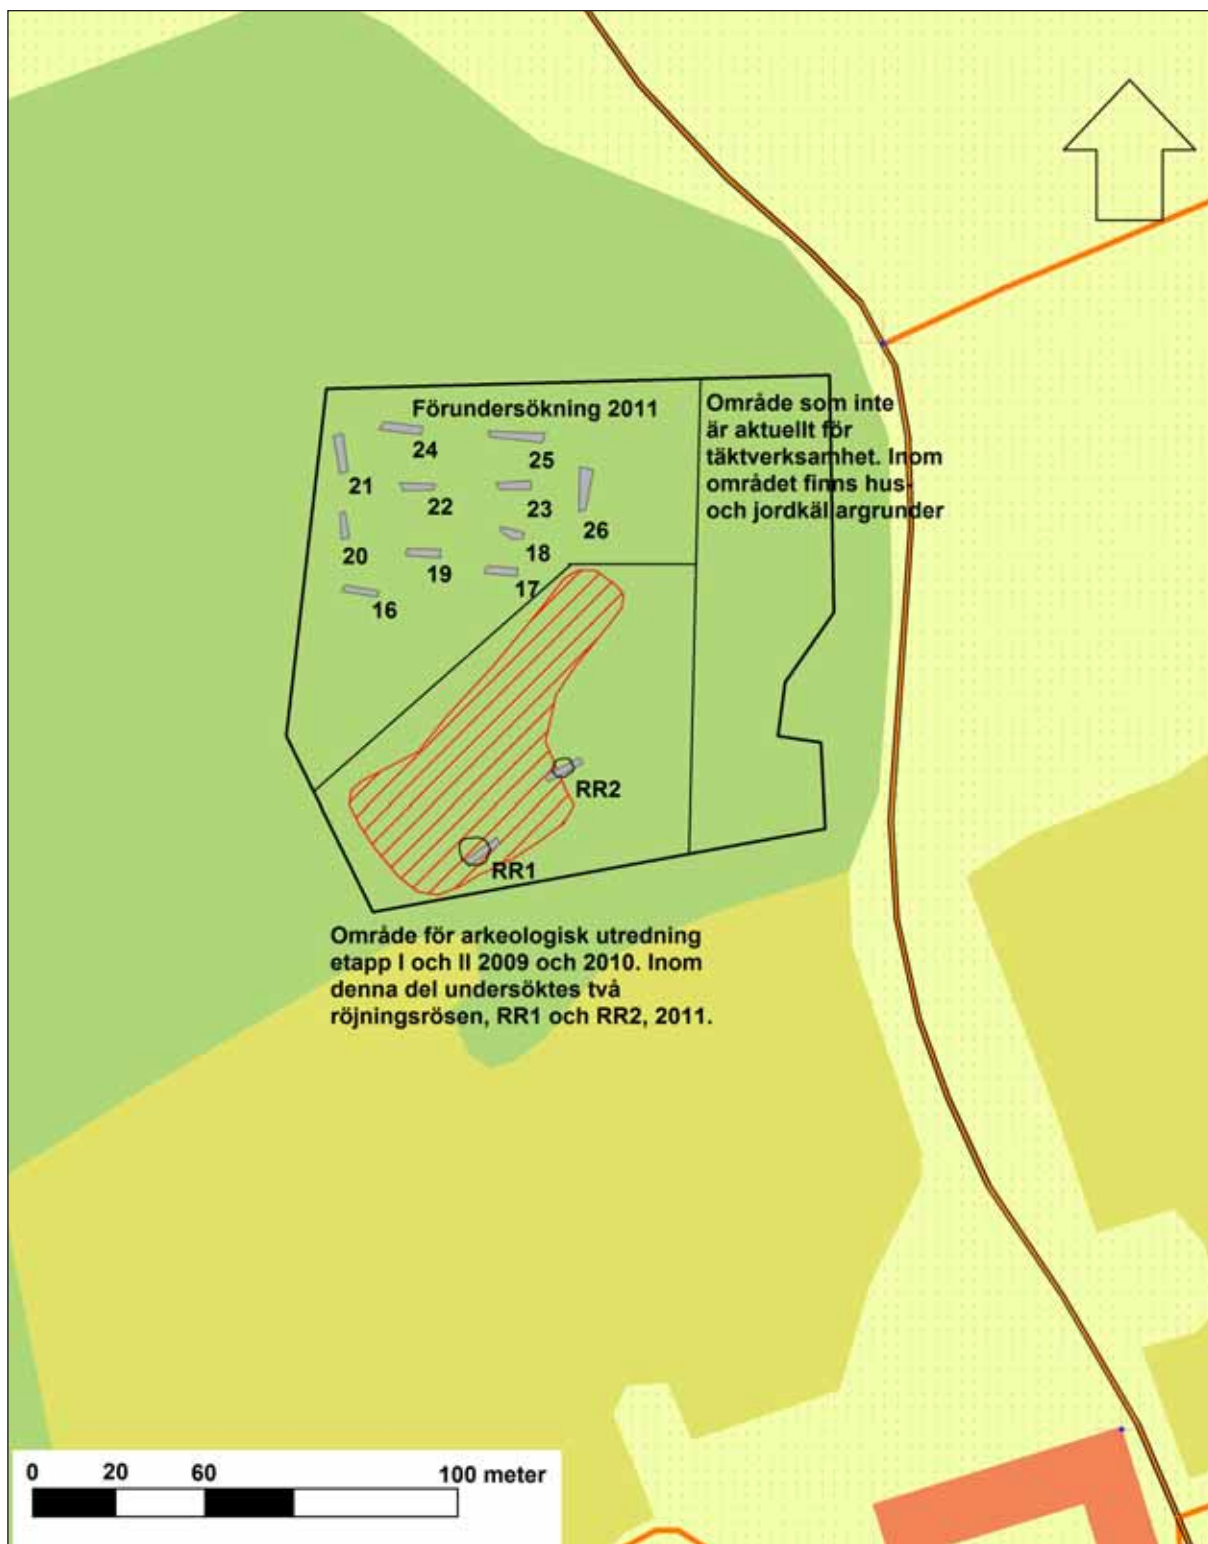 Förundersökning 2011
Område som inte
är aktuellt för
täktverksamhet. Inom
området finns hus-
och jordkäl argrunder
24
25
21
22
23
26
20
19
18
17
16
RR2
RR1
Område för arkeologisk utredning
etapp I och II 2009 och 2010. Inom
denna del undersöktes två
röjningsrösen, RR1 och RR2, 2011.
0 20 60 100 meter